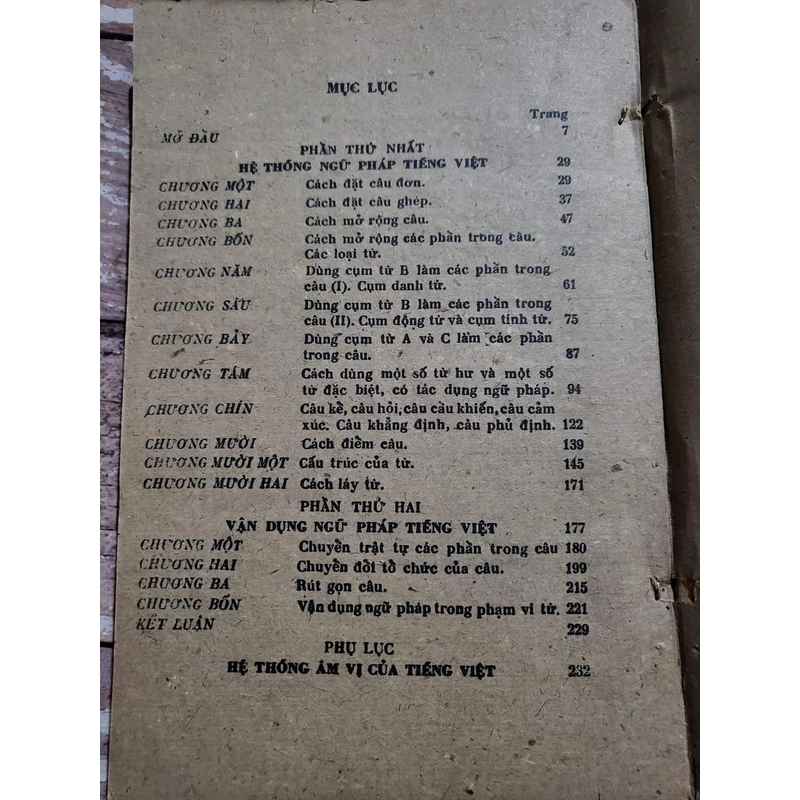 MỤC LỤC
Trang
MỞ ĐẦU 7
PHẦN THỨ NHẤT
HỆ THỐNG NGỮ PHÁP TIẾNG VIỆT 29
CHƯƠNG MỘT Cách đặt câu đơn. 29
CHƯƠNG HAI Cách đặt câu ghép. 37
CHƯƠNG BA Cách mở rộng câu. 47
CHƯƠNG BỐN Cách mở rộng các phần trong câu.
Các loại từ. 52
CHƯƠNG NĂM Dùng cụm từ B làm các phần trong
câu (I). Cụm danh từ. 61
CHƯƠNG SÁU Dùng cụm từ B làm các phần trong
câu (II). Cụm động từ và cụm tính từ. 75
CHƯƠNG BẢY Dùng cụm từ A và C làm các phần
trong câu. 87
CHƯƠNG TÁM Cách dùng một số từ hư và một số
từ đặc biệt, có tác dụng ngữ pháp. 94
CHƯƠNG CHÍN Câu kể, câu hỏi, câu cầu khiến, câu cảm
xúc. Câu khẳng định, câu phủ định. 122
CHƯƠNG MƯỜI Cách điểm câu. 139
CHƯƠNG MƯỜI MỘT Cấu trúc của từ. 145
CHƯƠNG MƯỜI HAI Cách láy từ. 171
PHẦN THỨ HAI
VẬN DỤNG NGỮ PHÁP TIẾNG VIỆT 177
CHƯƠNG MỘT Chuyển trật tự các phần trong câu 180
CHƯƠNG HAI Chuyển đổi tổ chức của câu. 199
CHƯƠNG BA Rút gọn câu. 215
CHƯƠNG BỐN Vận dụng ngữ pháp trong phạm vi từ. 221
KẾT LUẬN 229
PHỤ LỤC
HỆ THỐNG ÂM VỊ CỦA TIẾNG VIỆT 232